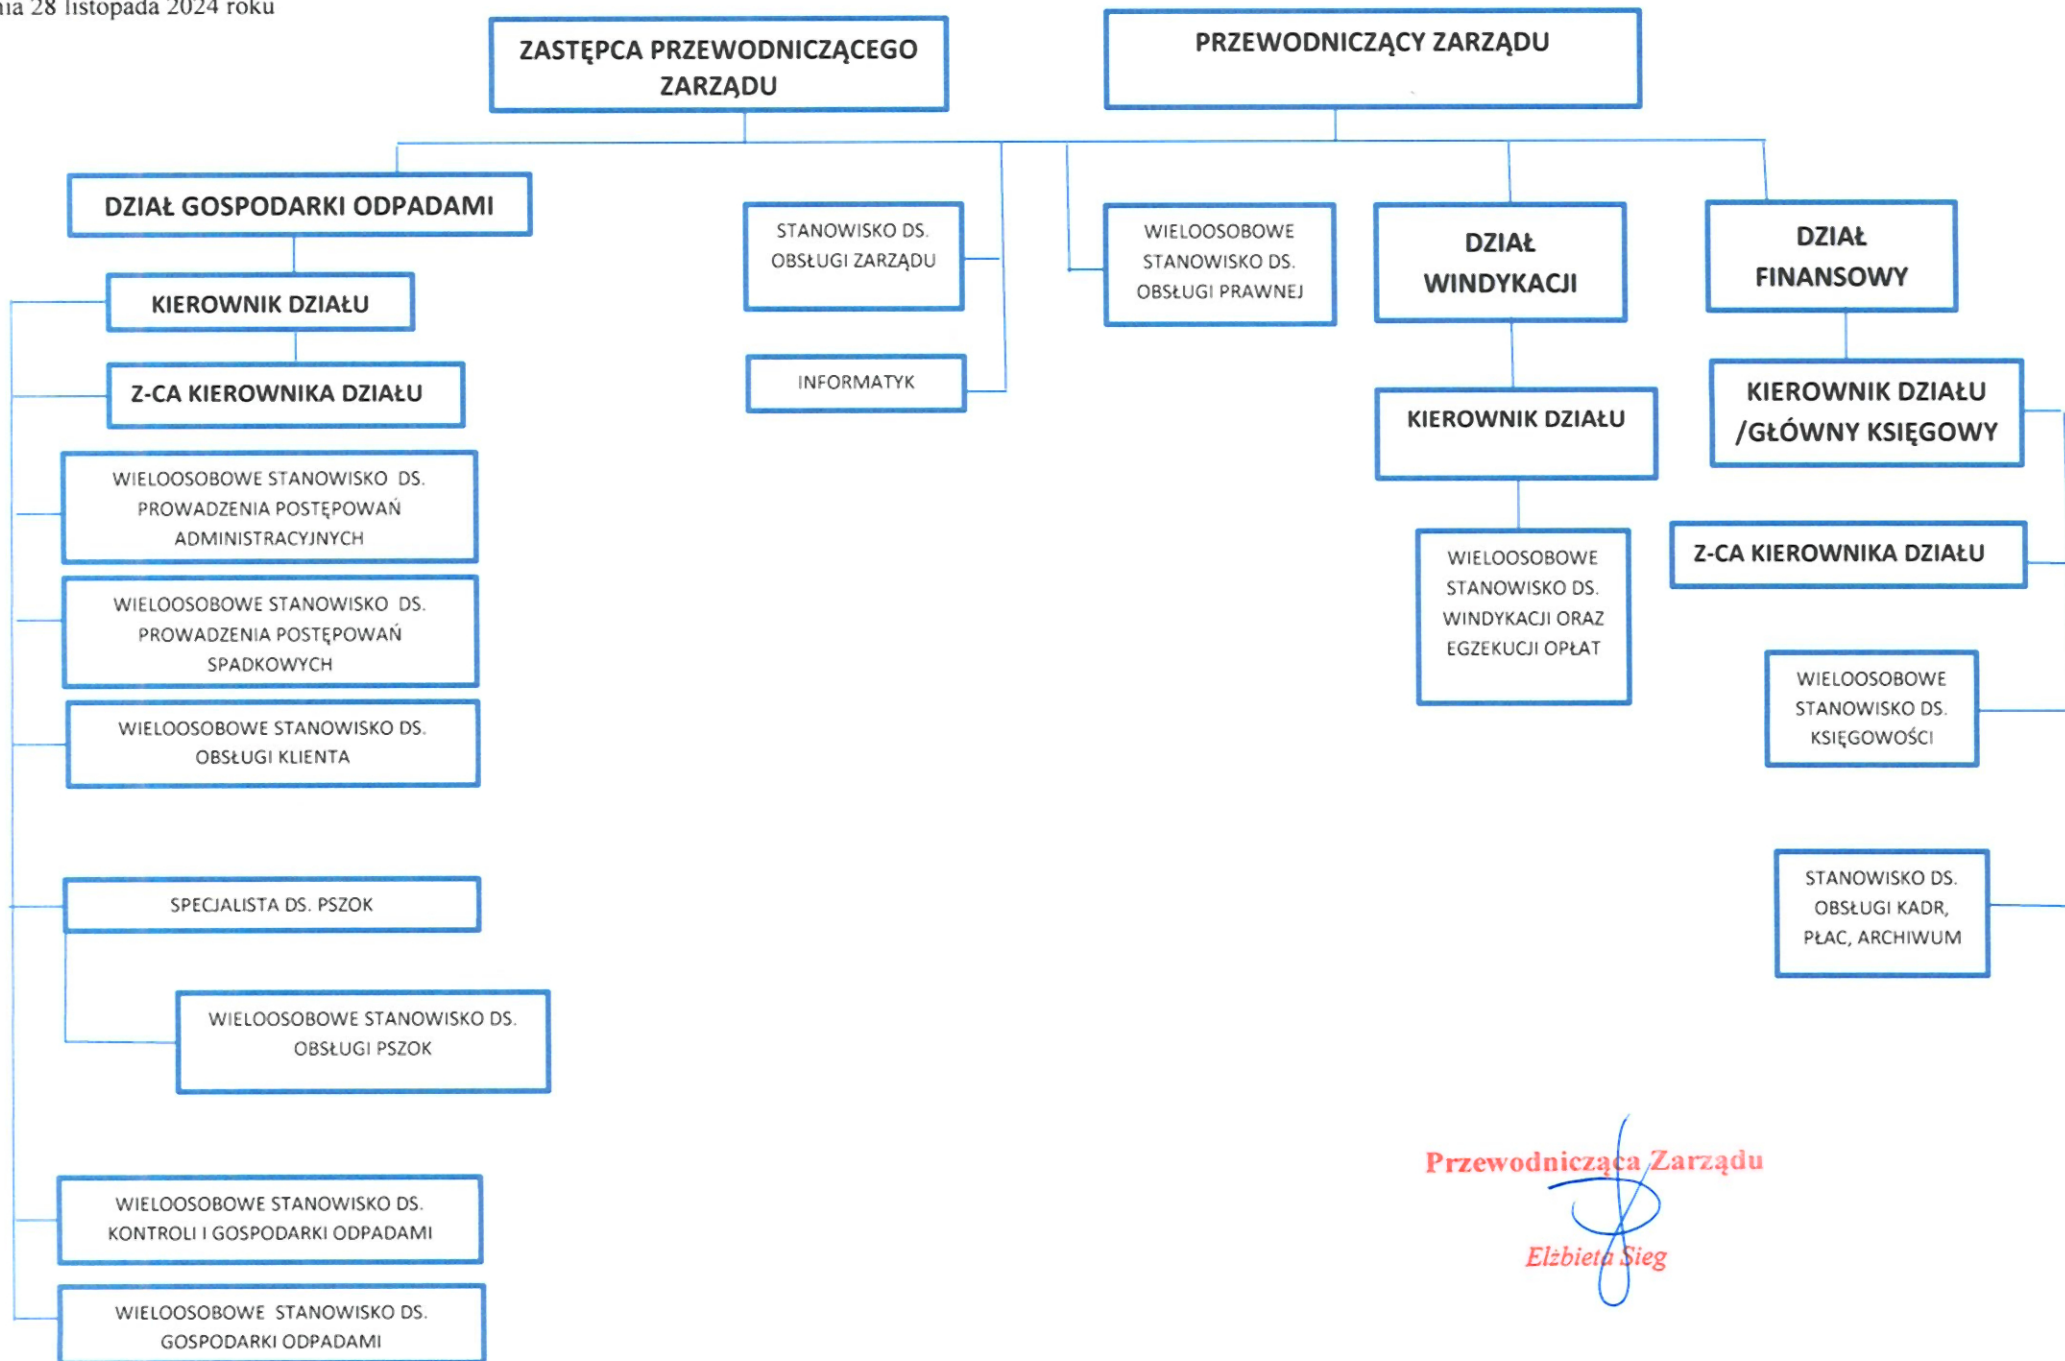 28 listopada 2024 roku
ZASTĘPCA PRZEWODNICZĄCEGO
ZARZĄDU
PRZEWODNICZĄCY ZARZĄDU
DZIAŁ GOSPODARKI ODPADAMI
KIEROWNIK DZIAŁU
Z-CA KIEROWNIKA DZIAŁU
WIELOOSOBOWE STANOWISKO DS.
PROWADZENIA POSTĘPOWAŃ
ADMINISTRACYJNYCH
WIELOOSOBOWE STANOWISKO DS.
PROWADZENIA POSTĘPOWAŃ
SPADKOWYCH
WIELOOSOBOWE STANOWISKO DS.
OBSŁUGI KLIENTA
SPECJALISTA DS. PSZOK
WIELOOSOBOWE STANOWISKO DS.
OBSŁUGI PSZOK
WIELOOSOBOWE STANOWISKO DS.
KONTROLI I GOSPODARKI ODPADAMI
WIELOOSOBOWE STANOWISKO DS.
GOSPODARKI ODPADAMI
STANOWISKO DS.
OBSŁUGI ZARZĄDU
INFORMATYK
WIELOOSOBOWE
STANOWISKO DS.
OBSŁUGI PRAWNEJ
DZIAŁ
WINDYKACJI
KIEROWNIK DZIAŁU
WIELOOSOBOWE
STANOWISKO DS.
WINDYKACJI ORAZ
EGZEKUCJI OPŁAT
DZIAŁ
FINANSOWY
KIEROWNIK DZIAŁU
/GŁÓWNY KSIĘGOWY
Z-CA KIEROWNIKA DZIAŁU
WIELOOSOBOWE
STANOWISKO DS.
KSIĘGOWOŚCI
STANOWISKO DS.
OBSŁUGI KADR,
PŁAC, ARCHIWUM
Przewodnicząca Zarządu
Elżbieta Sieg